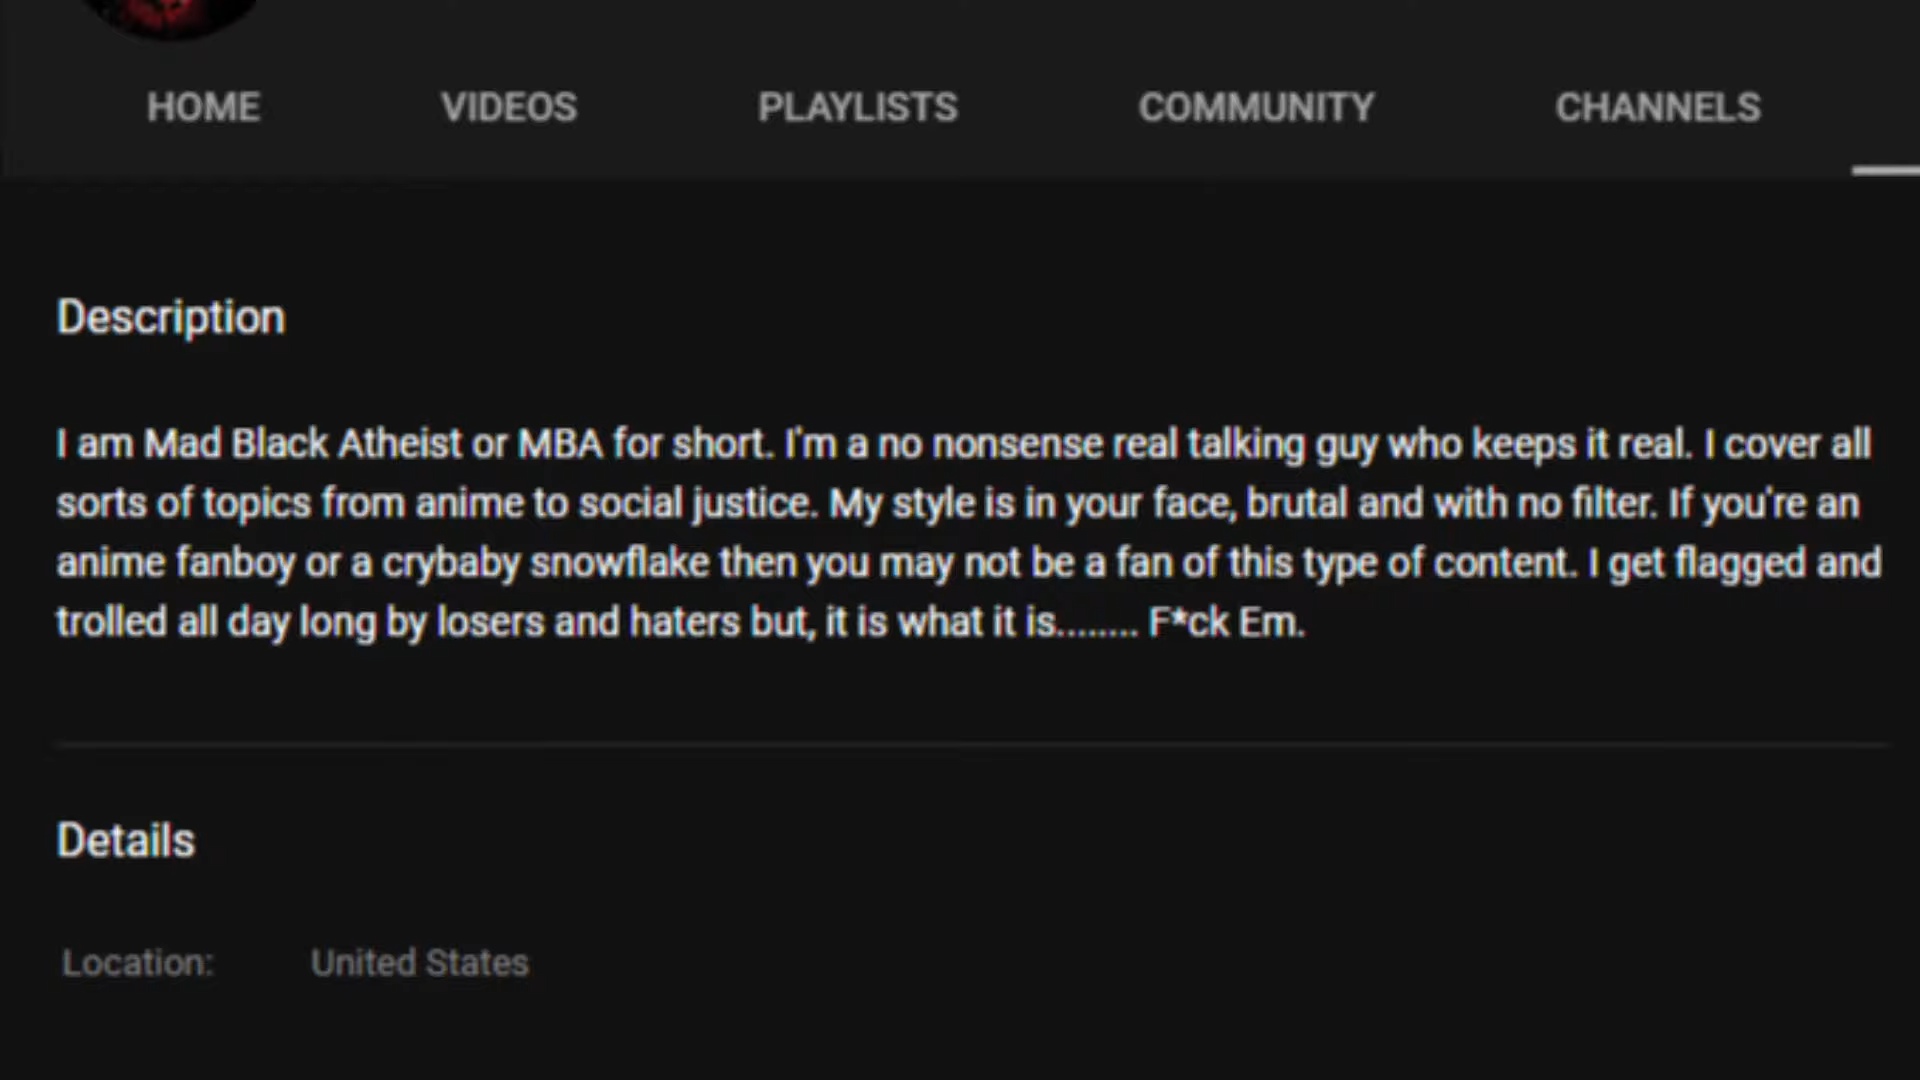 HOME VIDEOS PLAYLISTS COMMUNITY CHANNELS
Description
I am Mad Black Atheist or MBA for short. I'm a no nonsense real talking guy who keeps it real. I cover all
sorts of topics from anime to social justice. My style is in your face, brutal and with no filter. If you're an
anime fanboy or a crybaby snowflake then you may not be a fan of this type of content. I get flagged and
trolled all day long by losers and haters but, it is what it is........ F*ck Em.
Details
Location: United States